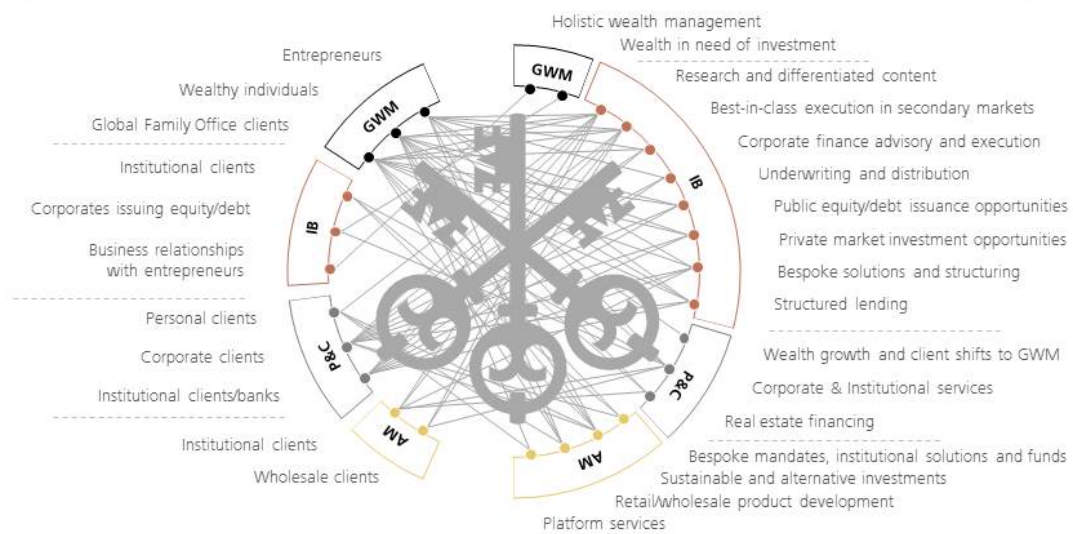 Entrepreneurs
Wealthy individuals
Global Family Office clients
Institutional clients
Corporates issuing equity/debt
Business relationships
with entrepreneurs
Personal clients
Corporate clients
Institutional clients/banks
Institutional clients
Wholesale clients
GWM
IB
P&C
AM
GWM
IB
P&C
AM
Holistic wealth management
Wealth in need of investment
Research and differentiated content
Best-in-class execution in secondary markets
Corporate finance advisory and execution
Underwriting and distribution
Public equity/debt issuance opportunities
Private market investment opportunities
Bespoke solutions and structuring
Structured lending
Wealth growth and client shifts to GWM
Corporate & Institutional services
Real estate financing
Bespoke mandates, institutional solutions and funds
Sustainable and alternative investments
Retail/wholesale product development
Platform services